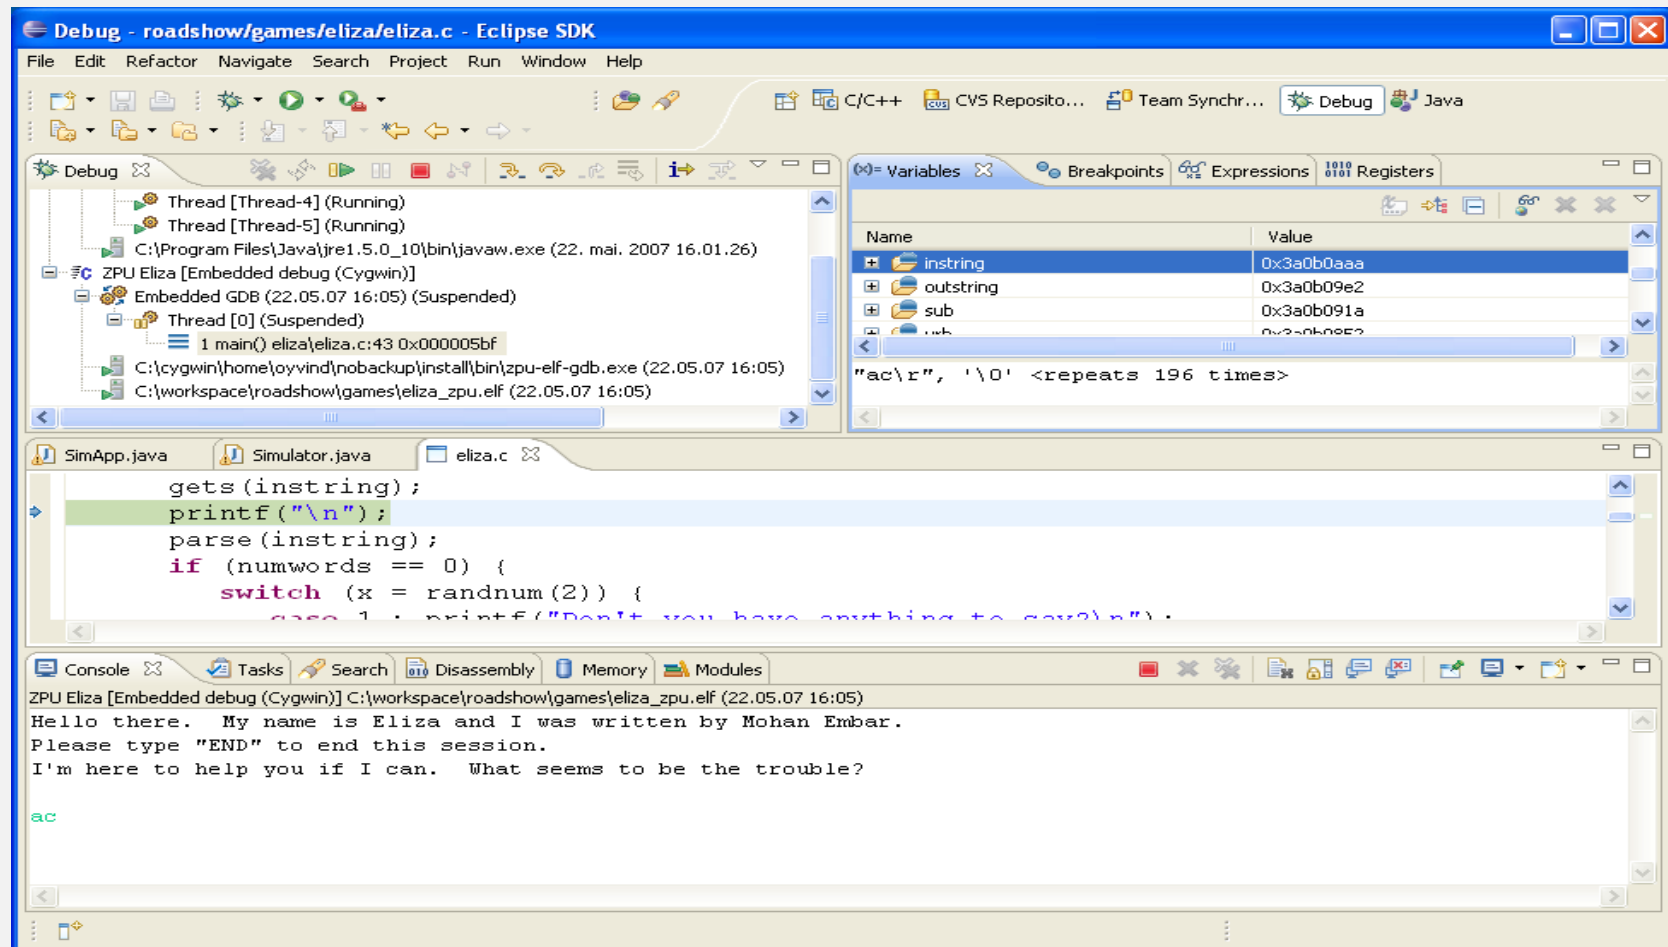 Debug - roadshow/games/eliza/eliza.c - Eclipse SDK
File Edit Refactor Navigate Search Project Run Window Help
C/C++ CVS Reposito... Team Synchr... Debug Java
Debug
Thread [Thread-4] (Running)
Thread [Thread-5] (Running)
C:\Program Files\Java\jre1.5.0_10\bin\javaw.exe (22. mai. 2007 16.01.26)
ZPU Eliza [Embedded debug (Cygwin)]
Embedded GDB (22.05.07 16:05) (Suspended)
Thread [0] (Suspended)
1 main() eliza\eliza.c:43 0x000005bf
C:\cygwin\home\oyvind\nobackup\install\bin\zpu-elf-gdb.exe (22.05.07 16:05)
C:\workspace\roadshow\games\eliza_zpu.elf (22.05.07 16:05)
(x)= Variables Breakpoints Expressions Registers
Name Value
instring 0x3a0b0aaa
outstring 0x3a0b09e2
sub 0x3a0b091a
"ac\r", '\0' <repeats 196 times>
SimApp.java Simulator.java eliza.c
gets(instring);
printf("\n");
parse(instring);
if (numwords == 0) {
switch (x = randnum(2)) {
case 1 : printf("Don't you have anything to say?\n");
Console Tasks Search Disassembly Memory Modules
ZPU Eliza [Embedded debug (Cygwin)] C:\workspace\roadshow\games\eliza_zpu.elf (22.05.07 16:05)
Hello there.  My name is Eliza and I was written by Mohan Embar.
Please type "END" to end this session.
I'm here to help you if I can.  What seems to be the trouble?
ac